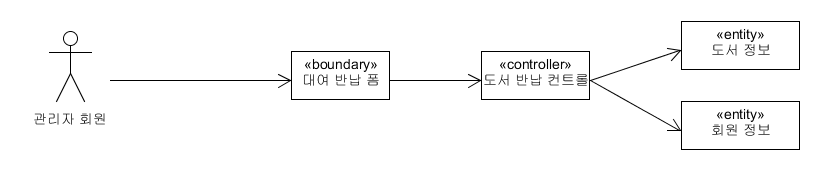 관리자 회원
«boundary»
대여 반납 폼
«controller»
도서 반납 컨트롤
«entity»
도서 정보
«entity»
회원 정보